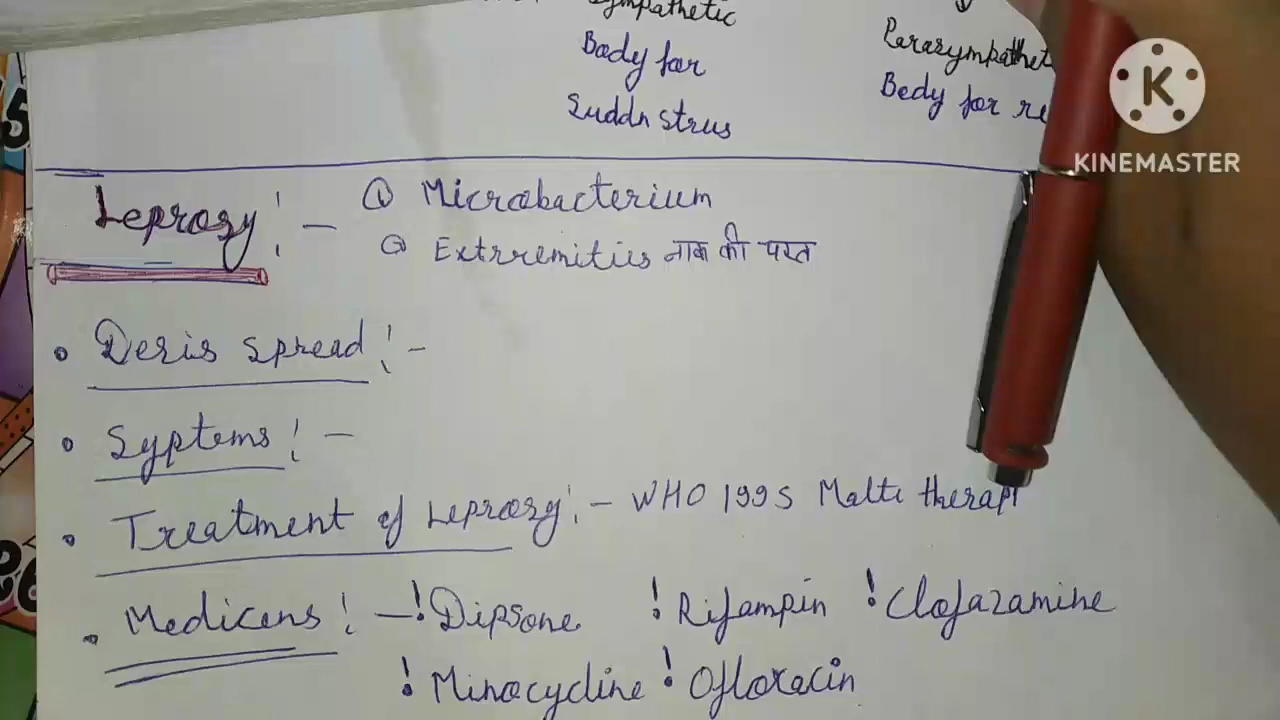 Sympathetic
Parasympathet
Body for
Bedy for re
Suddn strus
K
KINEMASTER
Leprosy :- ① Microbacterium
② Extrremities नाक की परत
• Deris spread :-
• Syptems :-
• Treatment of Leprosy :- WHO 1995 Malti therapi
• Medicens :- ! Dipsone ! Rifampin ! Clofazamine
! Minocycline ! Ofloxacin